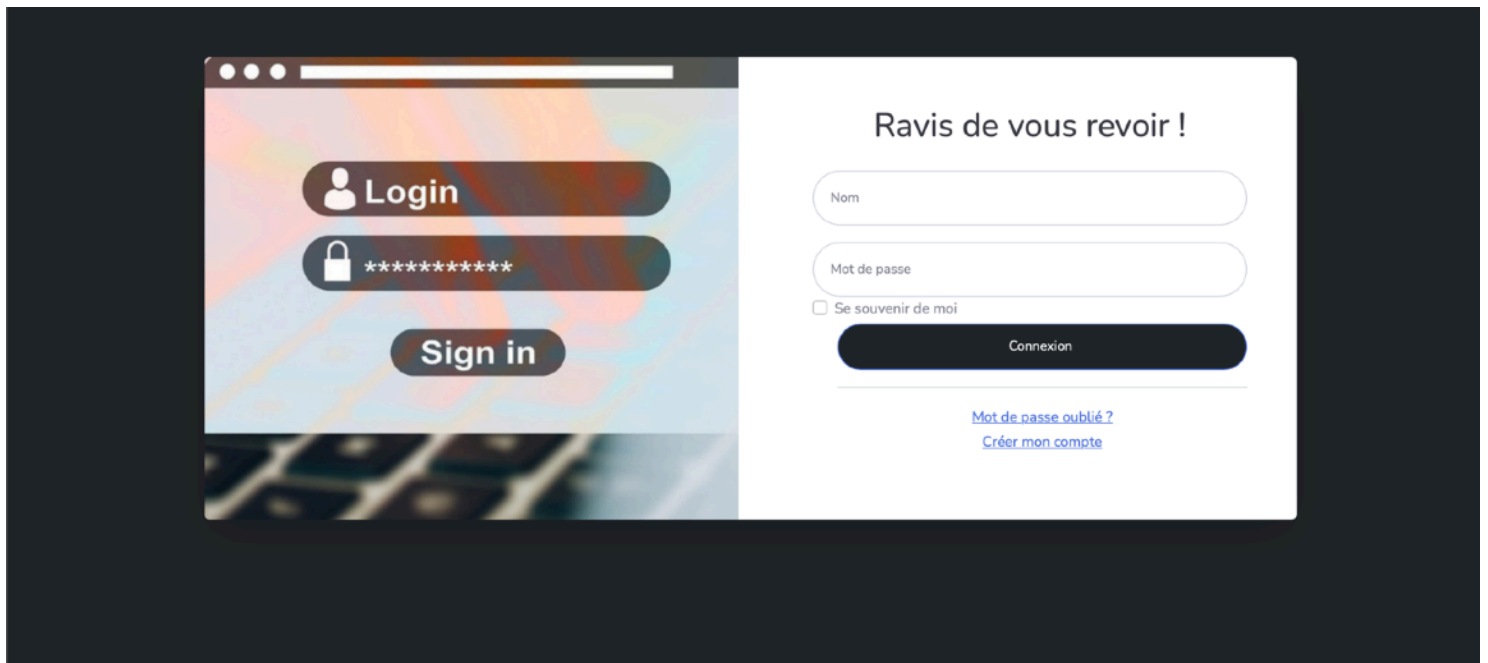 Login
***********
Sign in
Ravis de vous revoir !
Nom
Mot de passe
Se souvenir de moi
Connexion
Mot de passe oublié ?
Créer mon compte